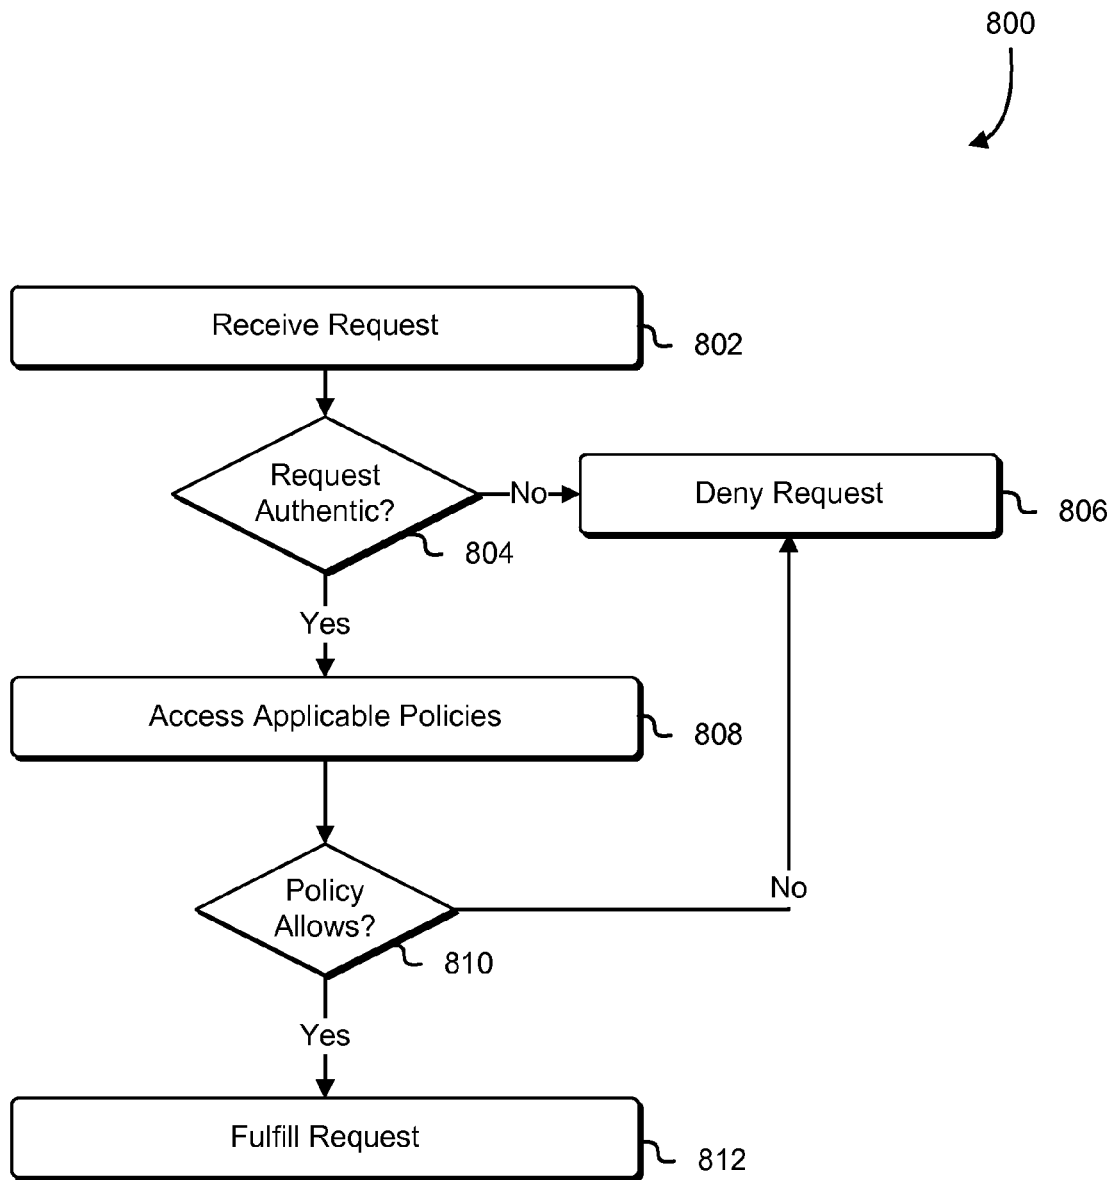 800
Receive Request
802
Request
Authentic?
804
No
Deny Request
806
Yes
Access Applicable Policies
808
Policy
Allows?
810
No
Yes
Fulfill Request
812